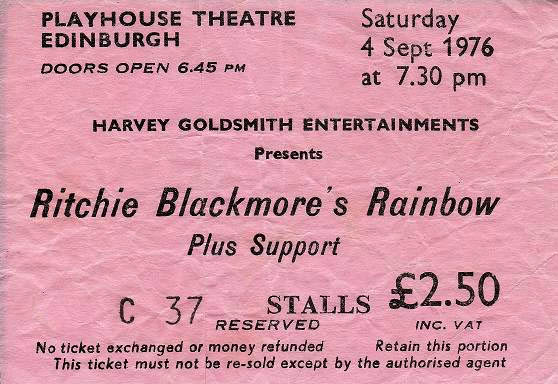 PLAYHOUSE THEATRE
EDINBURGH
DOORS OPEN 6.45 PM
Saturday
4 Sept 1976
at 7.30 pm
HARVEY GOLDSMITH ENTERTAINMENTS
Presents
Ritchie Blackmore's Rainbow
Plus Support
C 37 STALLS £2.50
RESERVED INC. VAT
No ticket exchanged or money refunded Retain this portion
This ticket must not be re-sold except by the authorised agent